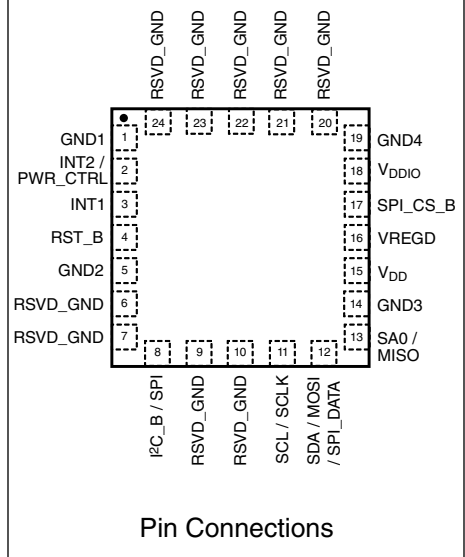 RSVD_GND
RSVD_GND
RSVD_GND
RSVD_GND
RSVD_GND
24
23
22
21
20
GND1
1
INT2 /
PWR_CTRL
2
INT1
3
RST_B
4
GND2
5
RSVD_GND
6
RSVD_GND
7
19
GND4
18
VDDIO
17
SPI_CS_B
16
VREGD
15
VDD
14
GND3
13
SA0 /
MISO
8
9
10
11
12
I²C_B / SPI
RSVD_GND
RSVD_GND
SCL / SCLK
SDA / MOSI
/ SPI_DATA
Pin Connections